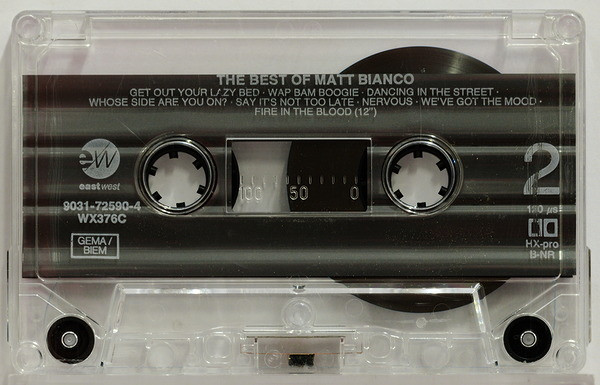 THE BEST OF MATT BIANCO
GET OUT YOUR LAZY BED · WAP BAM BOOGIE · DANCING IN THE STREET ·
WHOSE SIDE ARE YOU ON? · SAY IT'S NOT TOO LATE · NERVOUS · WE'VE GOT THE MOOD ·
FIRE IN THE BLOOD (12")
ew
eastwest
9031-72590-4
WX376C
GEMA/
BIEM
100 50 0
2
120 µs
HX-pro
B-NR